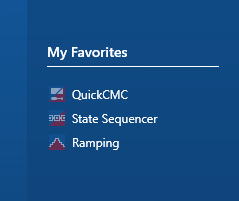 My Favorites
QuickCMC
State Sequencer
Ramping